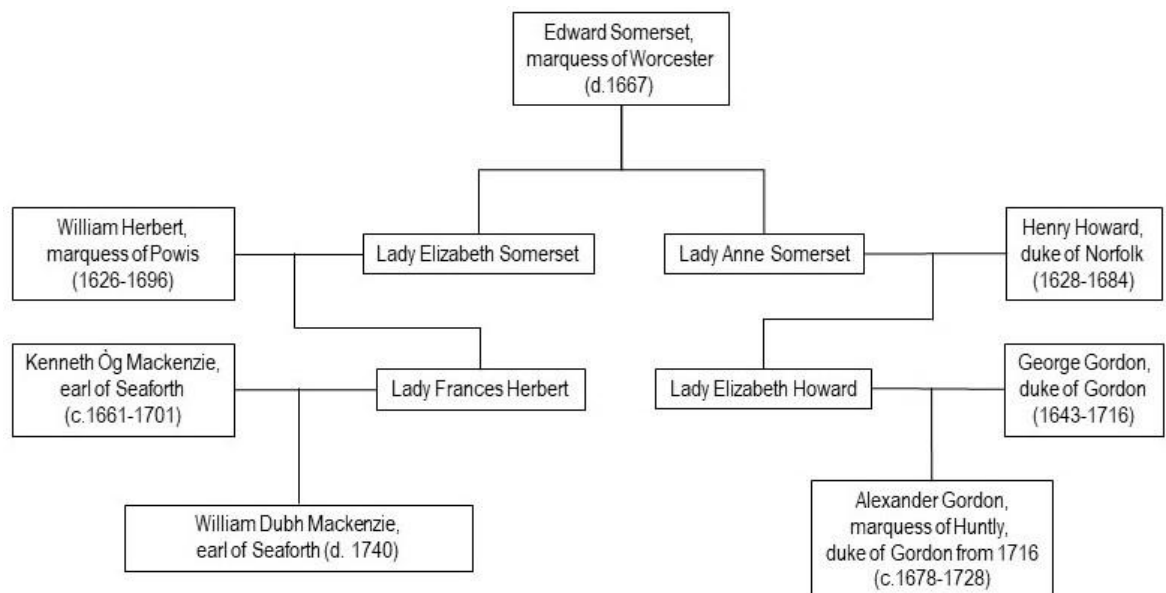 Edward Somerset,
marquess of Worcester
(d.1667)
William Herbert,
marquess of Powis
(1626-1696)
Lady Elizabeth Somerset
Lady Anne Somerset
Henry Howard,
duke of Norfolk
(1628-1684)
Kenneth Òg Mackenzie,
earl of Seaforth
(c.1661-1701)
Lady Frances Herbert
Lady Elizabeth Howard
George Gordon,
duke of Gordon
(1643-1716)
William Dubh Mackenzie,
earl of Seaforth (d. 1740)
Alexander Gordon,
marquess of Huntly,
duke of Gordon from 1716
(c.1678-1728)